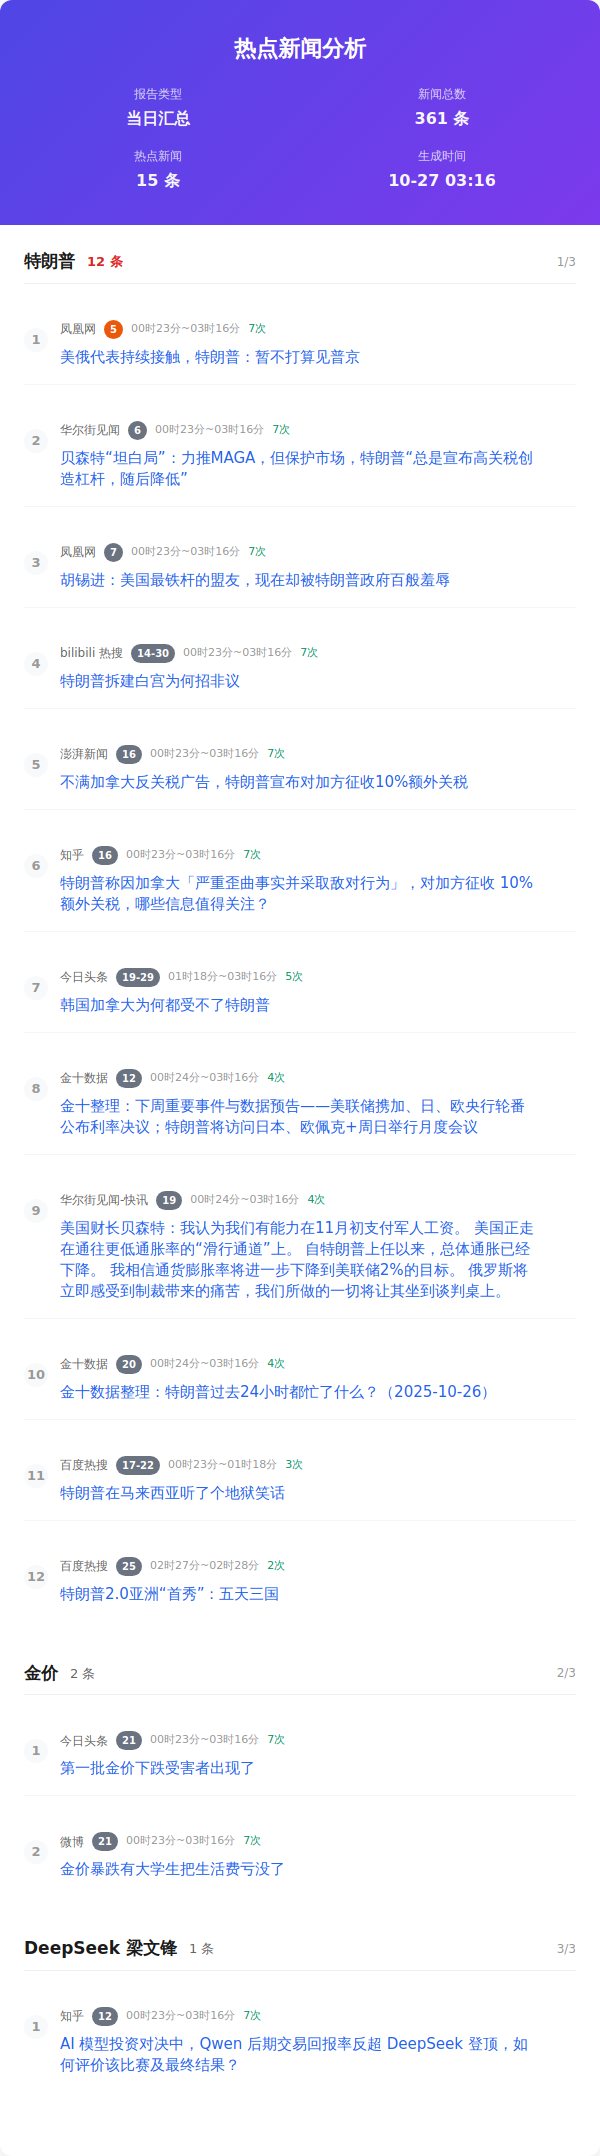 热点新闻分析
报告类型
当日汇总
新闻总数
361 条
热点新闻
15 条
生成时间
10-27 03:16
特朗普 12 条 1/3
1
凤凰网 5 00时23分~03时16分 7次
美俄代表持续接触，特朗普：暂不打算见普京
2
华尔街见闻 6 00时23分~03时16分 7次
贝森特“坦白局”：力推MAGA，但保护市场，特朗普“总是宣布高关税创
造杠杆，随后降低”
3
凤凰网 7 00时23分~03时16分 7次
胡锡进：美国最铁杆的盟友，现在却被特朗普政府百般羞辱
4
bilibili 热搜 14-30 00时23分~03时16分 7次
特朗普拆建白宫为何招非议
5
澎湃新闻 16 00时23分~03时16分 7次
不满加拿大反关税广告，特朗普宣布对加方征收10%额外关税
6
知乎 16 00时23分~03时16分 7次
特朗普称因加拿大「严重歪曲事实并采取敌对行为」，对加方征收 10%
额外关税，哪些信息值得关注？
7
今日头条 19-29 01时18分~03时16分 5次
韩国加拿大为何都受不了特朗普
8
金十数据 12 00时24分~03时16分 4次
金十整理：下周重要事件与数据预告——美联储携加、日、欧央行轮番
公布利率决议；特朗普将访问日本、欧佩克+周日举行月度会议
9
华尔街见闻-快讯 19 00时24分~03时16分 4次
美国财长贝森特：我认为我们有能力在11月初支付军人工资。 美国正走
在通往更低通胀率的“滑行通道”上。 自特朗普上任以来，总体通胀已经
下降。 我相信通货膨胀率将进一步下降到美联储2%的目标。 俄罗斯将
立即感受到制裁带来的痛苦，我们所做的一切将让其坐到谈判桌上。
10
金十数据 20 00时24分~03时16分 4次
金十数据整理：特朗普过去24小时都忙了什么？（2025-10-26）
11
百度热搜 17-22 00时23分~01时18分 3次
特朗普在马来西亚听了个地狱笑话
12
百度热搜 25 02时27分~02时28分 2次
特朗普2.0亚洲“首秀”：五天三国
金价 2 条 2/3
1
今日头条 21 00时23分~03时16分 7次
第一批金价下跌受害者出现了
2
微博 21 00时23分~03时16分 7次
金价暴跌有大学生把生活费亏没了
DeepSeek 梁文锋 1 条 3/3
1
知乎 12 00时23分~03时16分 7次
AI 模型投资对决中，Qwen 后期交易回报率反超 DeepSeek 登顶，如
何评价该比赛及最终结果？